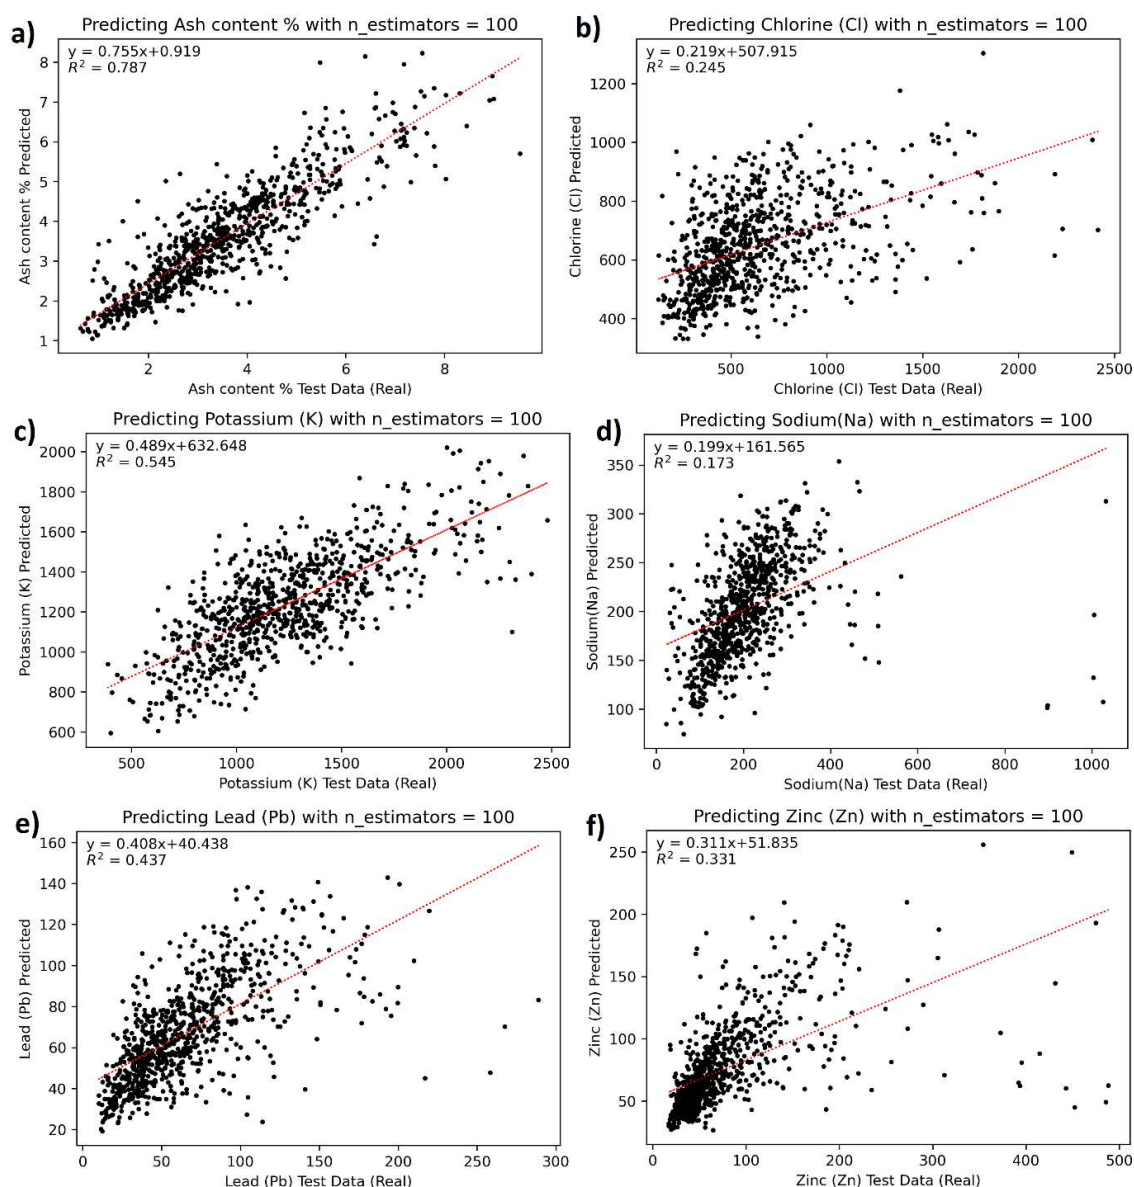 a)
Predicting Ash content % with n_estimators = 100
y = 0.755x+0.919
R² = 0.787
8
7
6
5
4
3
2
1
Ash content % Predicted
2 4 6 8
Ash content % Test Data (Real)
b)
Predicting Chlorine (Cl) with n_estimators = 100
y = 0.219x+507.915
R² = 0.245
1200
1000
800
600
400
Chlorine (Cl) Predicted
500 1000 1500 2000 2500
Chlorine (Cl) Test Data (Real)
c)
Predicting Potassium (K) with n_estimators = 100
y = 0.489x+632.648
R² = 0.545
2000
1800
1600
1400
1200
1000
800
600
Potassium (K) Predicted
500 1000 1500 2000 2500
Potassium (K) Test Data (Real)
d)
Predicting Sodium(Na) with n_estimators = 100
y = 0.199x+161.565
R² = 0.173
350
300
250
200
150
100
Sodium(Na) Predicted
0 200 400 600 800 1000
Sodium(Na) Test Data (Real)
e)
Predicting Lead (Pb) with n_estimators = 100
y = 0.408x+40.438
R² = 0.437
160
140
120
100
80
60
40
20
Lead (Pb) Predicted
0 50 100 150 200 250 300
Lead (Pb) Test Data (Real)
f)
Predicting Zinc (Zn) with n_estimators = 100
y = 0.311x+51.835
R² = 0.331
250
200
150
100
50
Zinc (Zn) Predicted
0 100 200 300 400 500
Zinc (Zn) Test Data (Real)